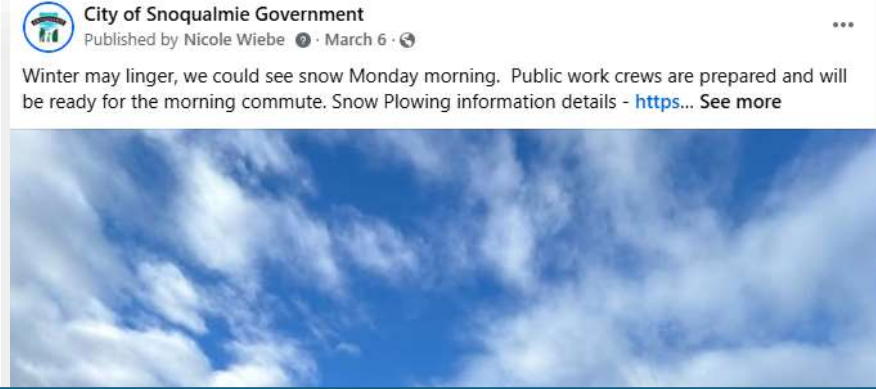 City of Snoqualmie Government
Published by Nicole Wiebe · March 6 ·
Winter may linger, we could see snow Monday morning.  Public work crews are prepared and will
be ready for the morning commute. Snow Plowing information details - https... See more